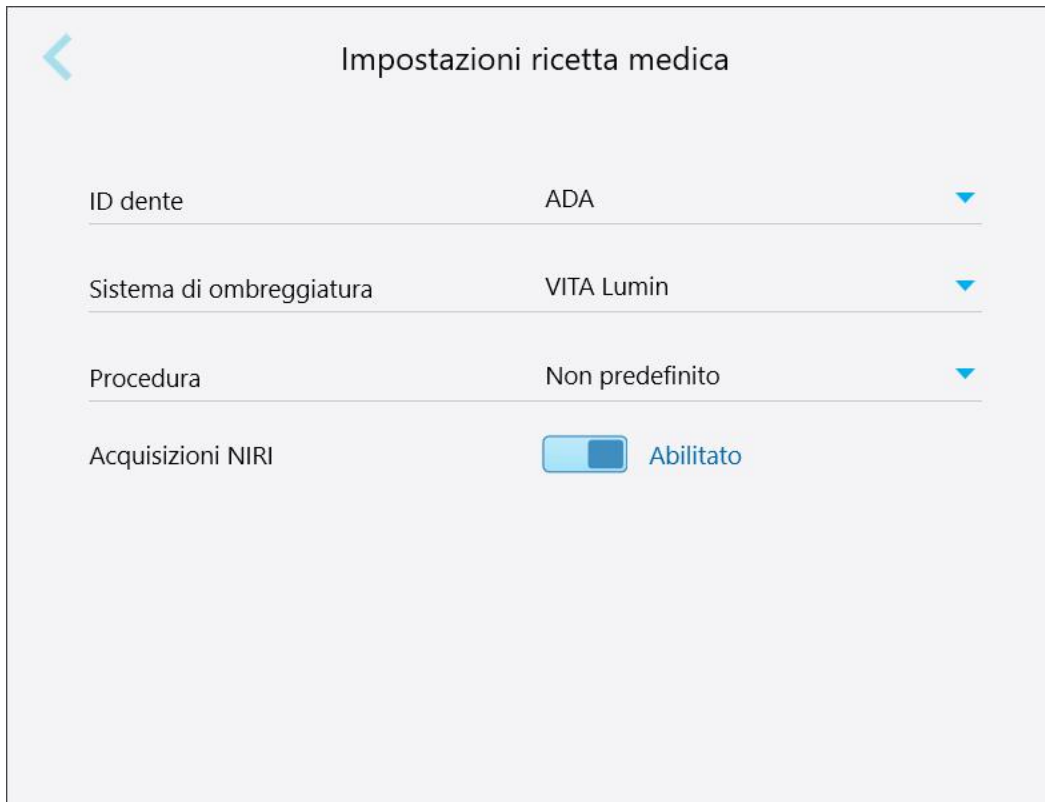 Impostazioni ricetta medica
ID dente ADA
Sistema di ombreggiatura VITA Lumin
Procedura Non predefinito
Acquisizioni NIRI Abilitato